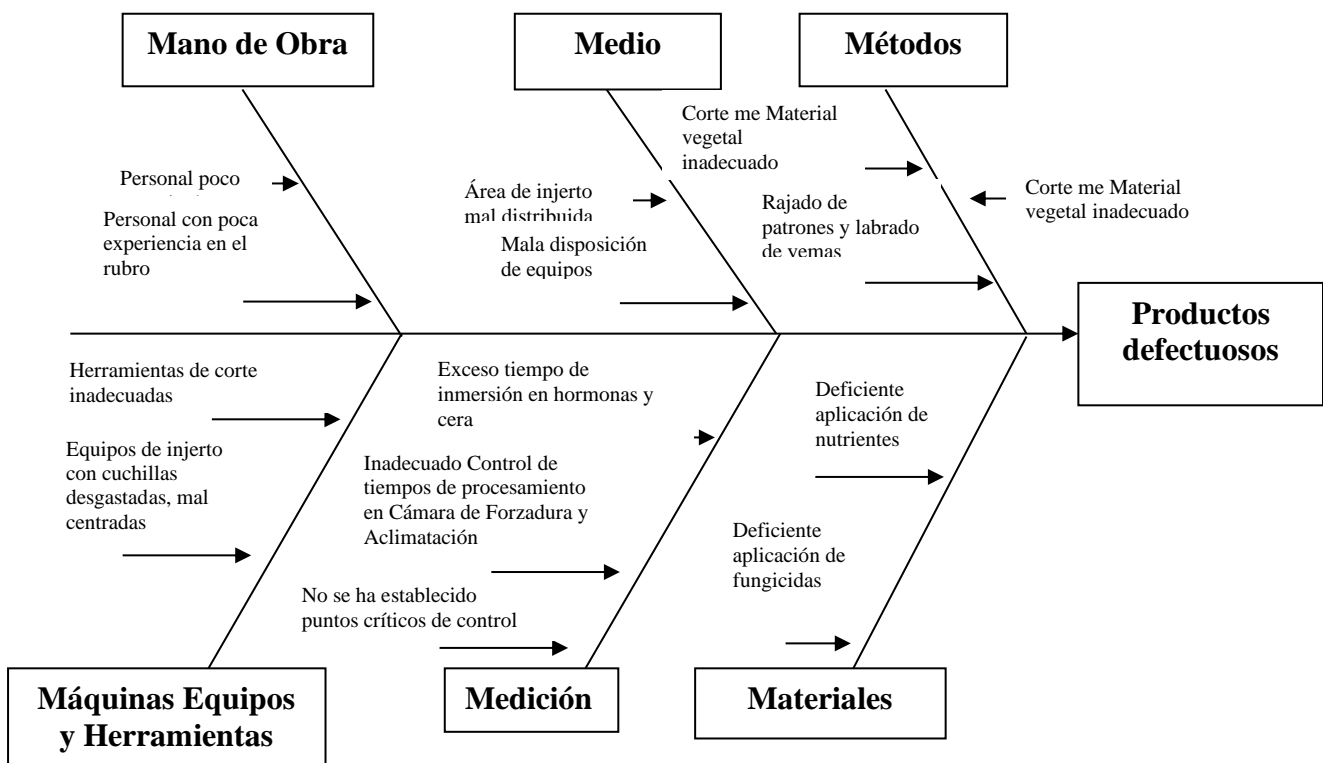 Mano de Obra
Medio
Métodos
Corte me Material
vegetal
inadecuado
Personal poco
Área de injerto
mal distribuida
Corte me Material
vegetal inadecuado
Personal con poca
experiencia en el
rubro
Rajado de
patrones y labrado
de yemas
Mala disposición
de equipos
Productos
defectuosos
Herramientas de corte
inadecuadas
Exceso tiempo de
inmersión en hormonas y
cera
Deficiente
aplicación de
nutrientes
Equipos de injerto
con cuchillas
desgastadas, mal
centradas
Inadecuado Control de
tiempos de procesamiento
en Cámara de Forzadura y
Aclimatación
Deficiente
aplicación de
fungicidas
No se ha establecido
puntos críticos de control
Máquinas Equipos
y Herramientas
Medición
Materiales